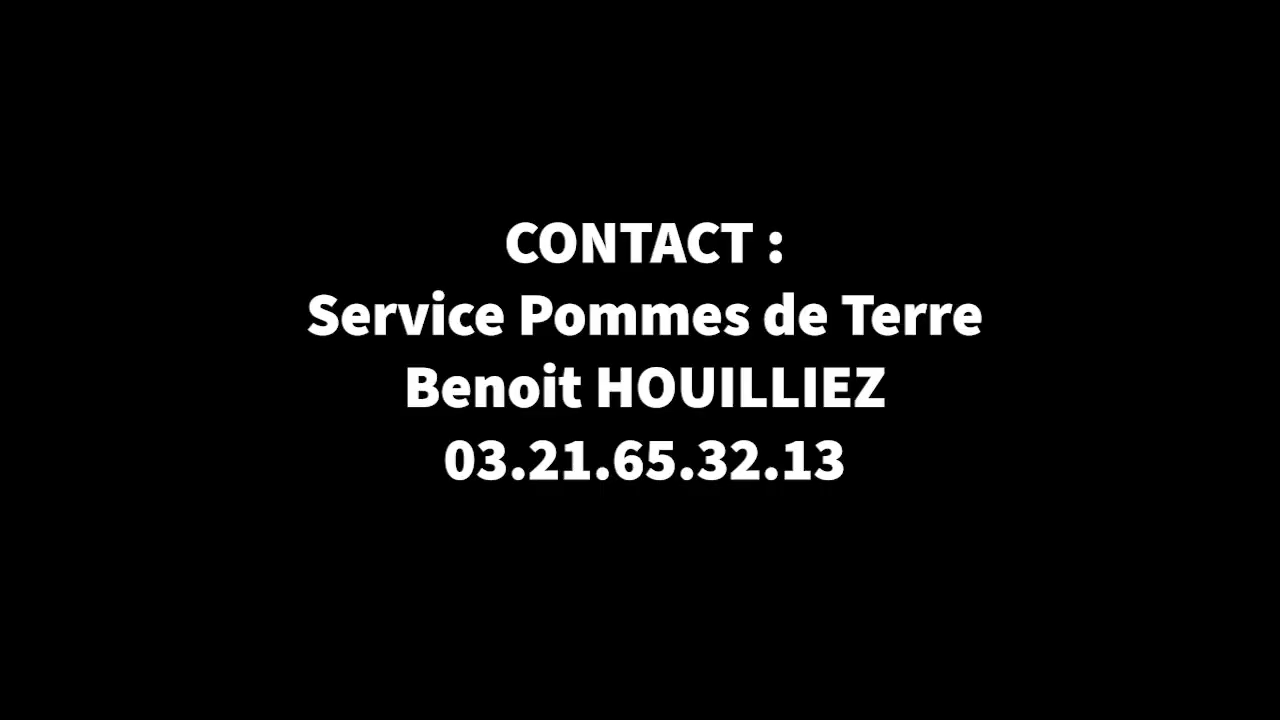 CONTACT :
Service Pommes de Terre
Benoit HOUILLIEZ
03.21.65.32.13